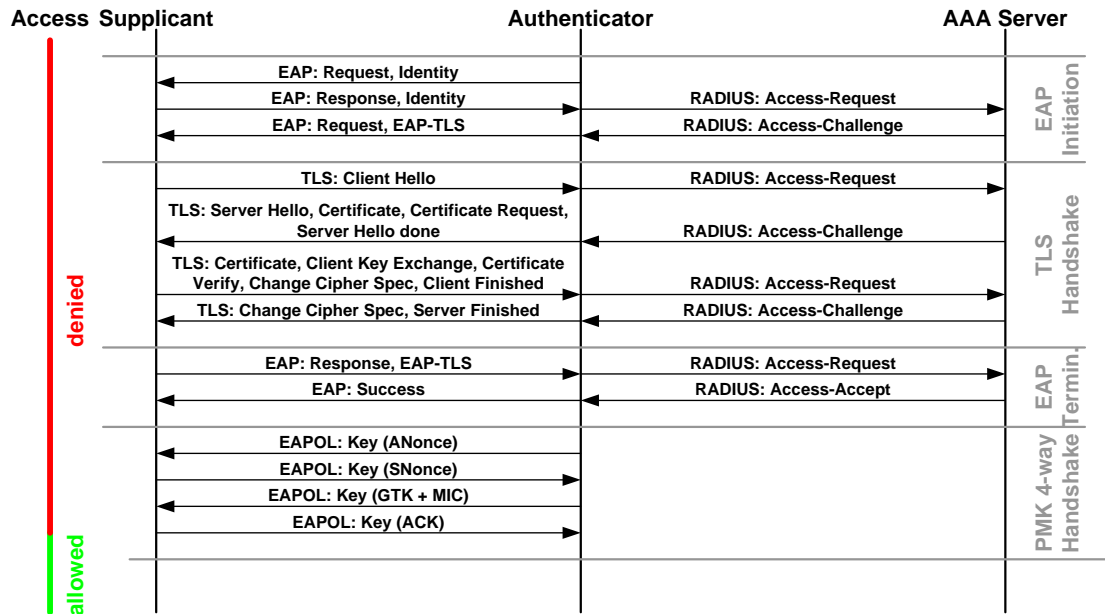 Access Supplicant Authenticator AAA Server
EAP: Request, Identity
EAP: Response, Identity RADIUS: Access-Request
EAP: Request, EAP-TLS RADIUS: Access-Challenge
EAP
Initiation
TLS: Client Hello RADIUS: Access-Request
TLS: Server Hello, Certificate, Certificate Request,
Server Hello done RADIUS: Access-Challenge
TLS: Certificate, Client Key Exchange, Certificate
Verify, Change Cipher Spec, Client Finished RADIUS: Access-Request
TLS: Change Cipher Spec, Server Finished RADIUS: Access-Challenge
TLS
Handshake
denied
EAP: Response, EAP-TLS RADIUS: Access-Request
EAP: Success RADIUS: Access-Accept
EAP
Termin.
EAPOL: Key (ANonce)
EAPOL: Key (SNonce)
EAPOL: Key (GTK + MIC)
EAPOL: Key (ACK)
PMK 4-way
Handshake
allowed